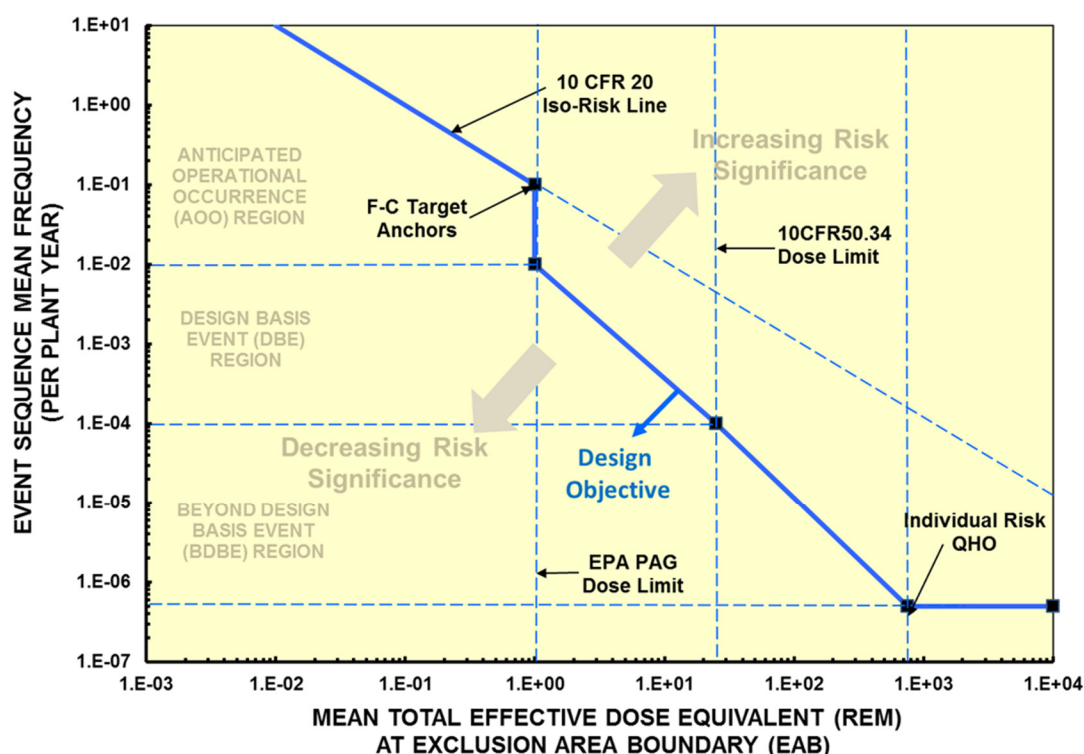 EVENT SEQUENCE MEAN FREQUENCY
(PER PLANT YEAR)
1.E+01
1.E+00
1.E-01
1.E-02
1.E-03
1.E-04
1.E-05
1.E-06
1.E-07
10 CFR 20
Iso-Risk Line
Increasing Risk
Significance
ANTICIPATED
OPERATIONAL
OCCURRENCE
(AOO) REGION
F-C Target
Anchors
10CFR50.34
Dose Limit
DESIGN BASIS
EVENT (DBE)
REGION
Decreasing Risk
Significance
Design
Objective
BEYOND DESIGN
BASIS EVENT
(BDBE) REGION
EPA PAG
Dose Limit
Individual Risk
QHO
1.E-03
1.E-02
1.E-01
1.E+00
1.E+01
1.E+02
1.E+03
1.E+04
MEAN TOTAL EFFECTIVE DOSE EQUIVALENT (REM)
AT EXCLUSION AREA BOUNDARY (EAB)